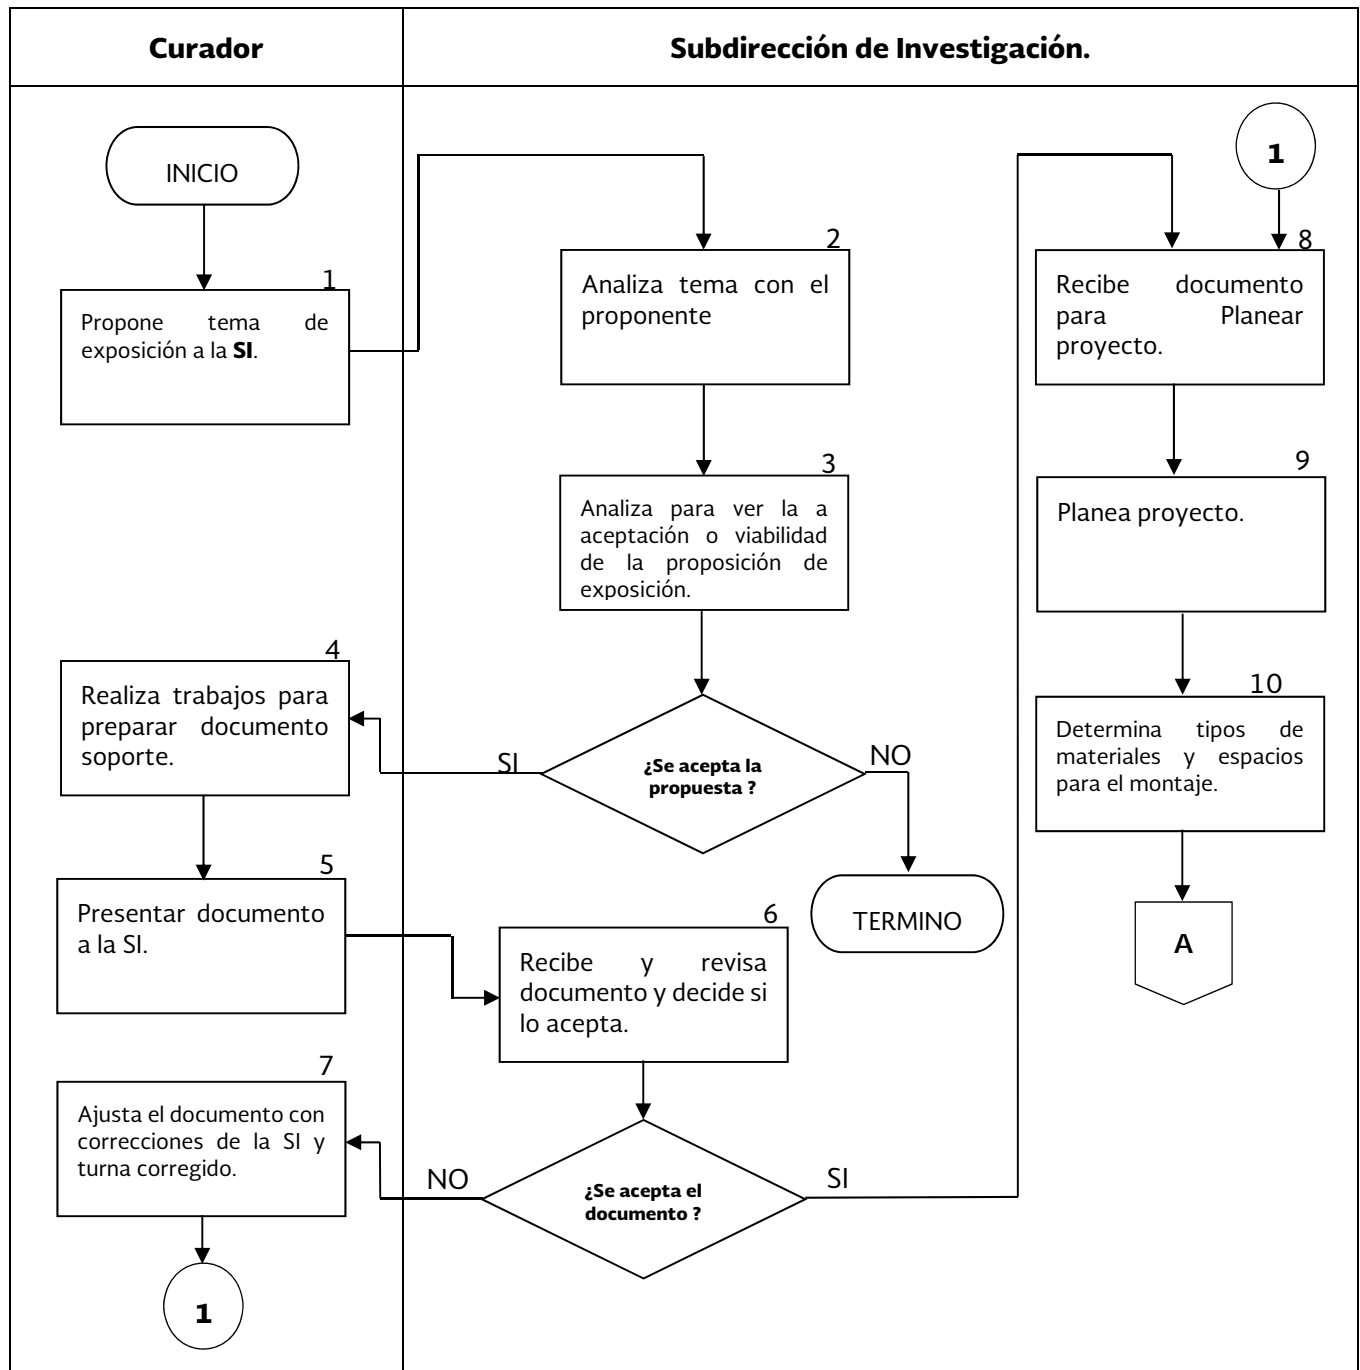 Curador
Subdirección de Investigación.
INICIO
1
Propone tema de
exposición a la SI.
2
Analiza tema con el
proponente
3
Analiza para ver la a
aceptación o viabilidad
de la proposición de
exposición.
¿Se acepta la
propuesta ?
SI
NO
TERMINO
4
Realiza trabajos para
preparar documento
soporte.
5
Presentar documento
a la SI.
6
Recibe y revisa
documento y decide si
lo acepta.
¿Se acepta el
documento ?
NO
SI
7
Ajusta el documento con
correcciones de la SI y
turna corregido.
1
1
8
Recibe documento
para Planear
proyecto.
9
Planea proyecto.
10
Determina tipos de
materiales y espacios
para el montaje.
A